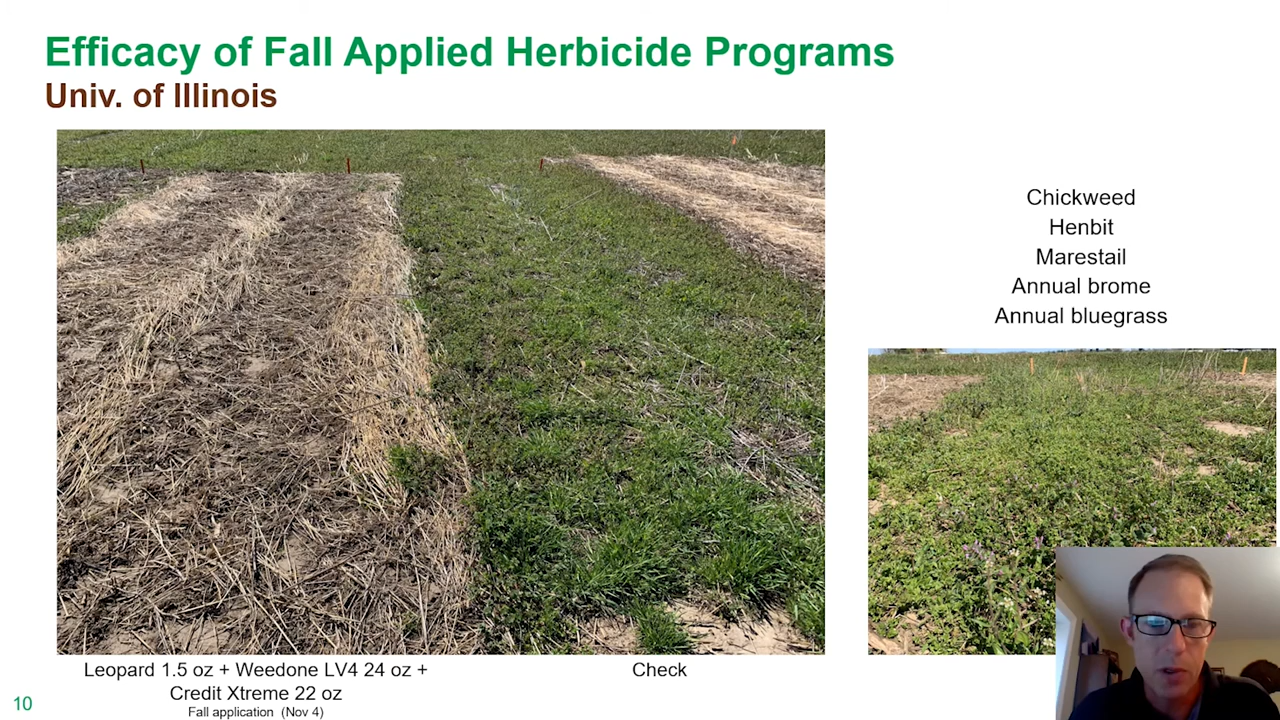 Efficacy of Fall Applied Herbicide Programs
Univ. of Illinois
Chickweed
Henbit
Marestail
Annual brome
Annual bluegrass
Leopard 1.5 oz + Weedone LV4 24 oz +
Credit Xtreme 22 oz
Fall application (Nov 4)
Check
10